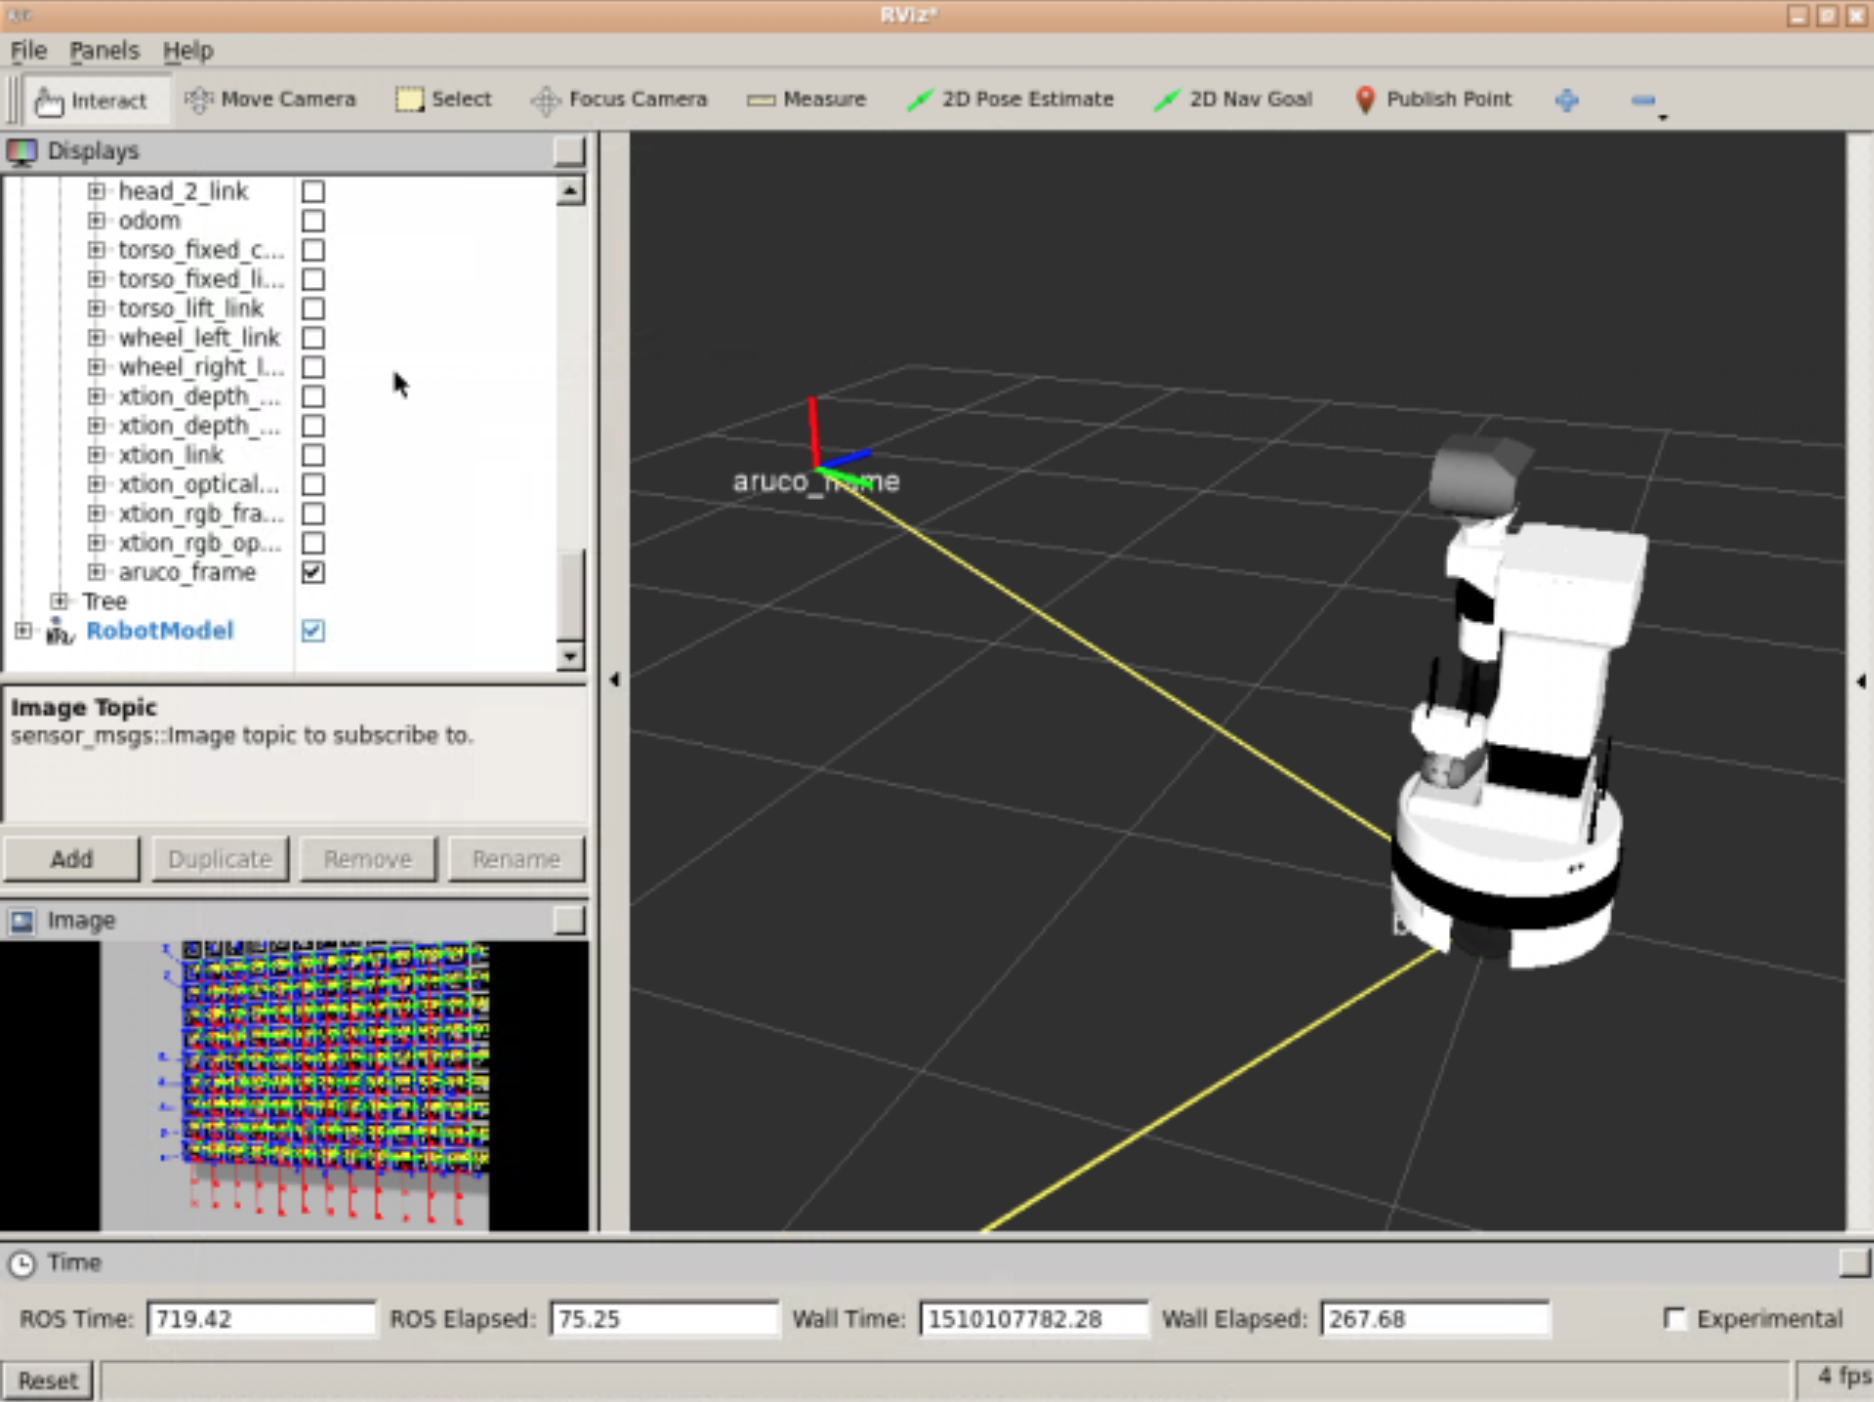 RViz*
File Panels Help
Interact Move Camera Select Focus Camera Measure 2D Pose Estimate 2D Nav Goal Publish Point
Displays
head_2_link
odom
torso_fixed_c...
torso_fixed_li...
torso_lift_link
wheel_left_link
wheel_right_l...
xtion_depth_...
xtion_depth_...
xtion_link
xtion_optical...
xtion_rgb_fra...
xtion_rgb_op...
aruco_frame
Tree
RobotModel
Image Topic
sensor_msgs::Image topic to subscribe to.
Add Duplicate Remove Rename
Image
aruco_frame
Time
ROS Time: 719.42 ROS Elapsed: 75.25 Wall Time: 1510107782.28 Wall Elapsed: 267.68 Experimental
Reset 4 fps